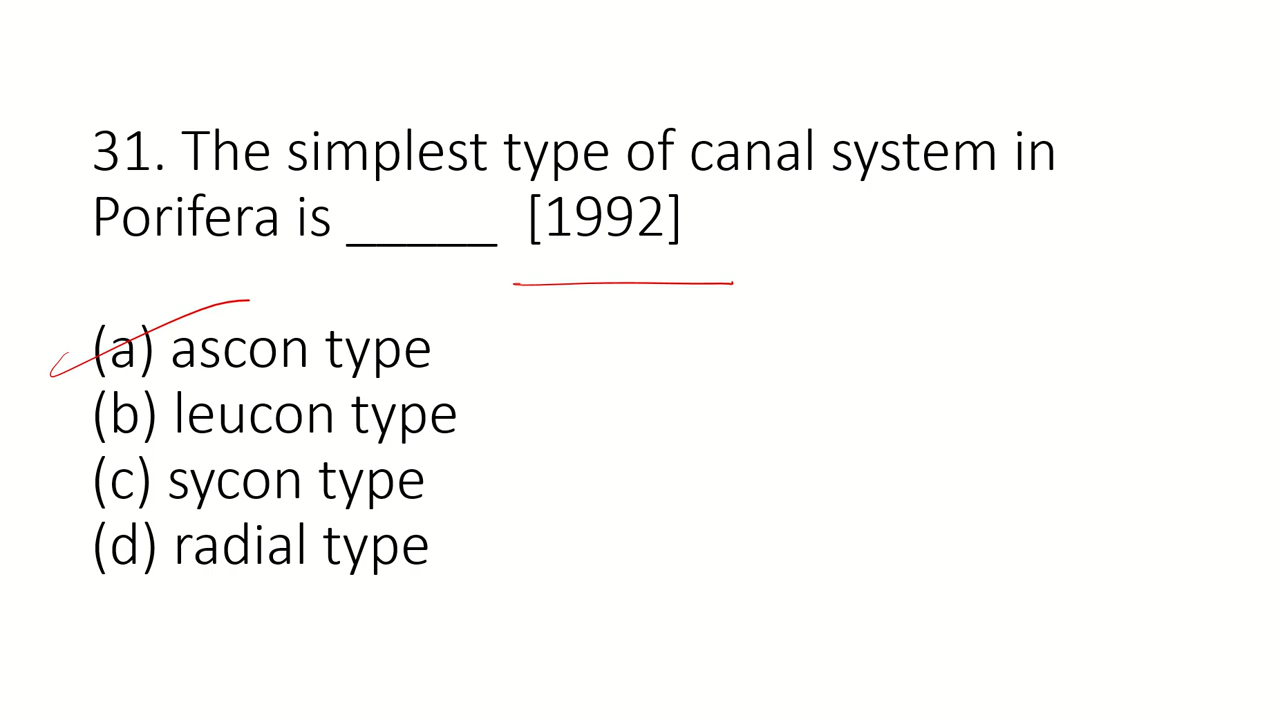 31. The simplest type of canal system in
Porifera is _____ [1992]
(a) ascon type
(b) leucon type
(c) sycon type
(d) radial type